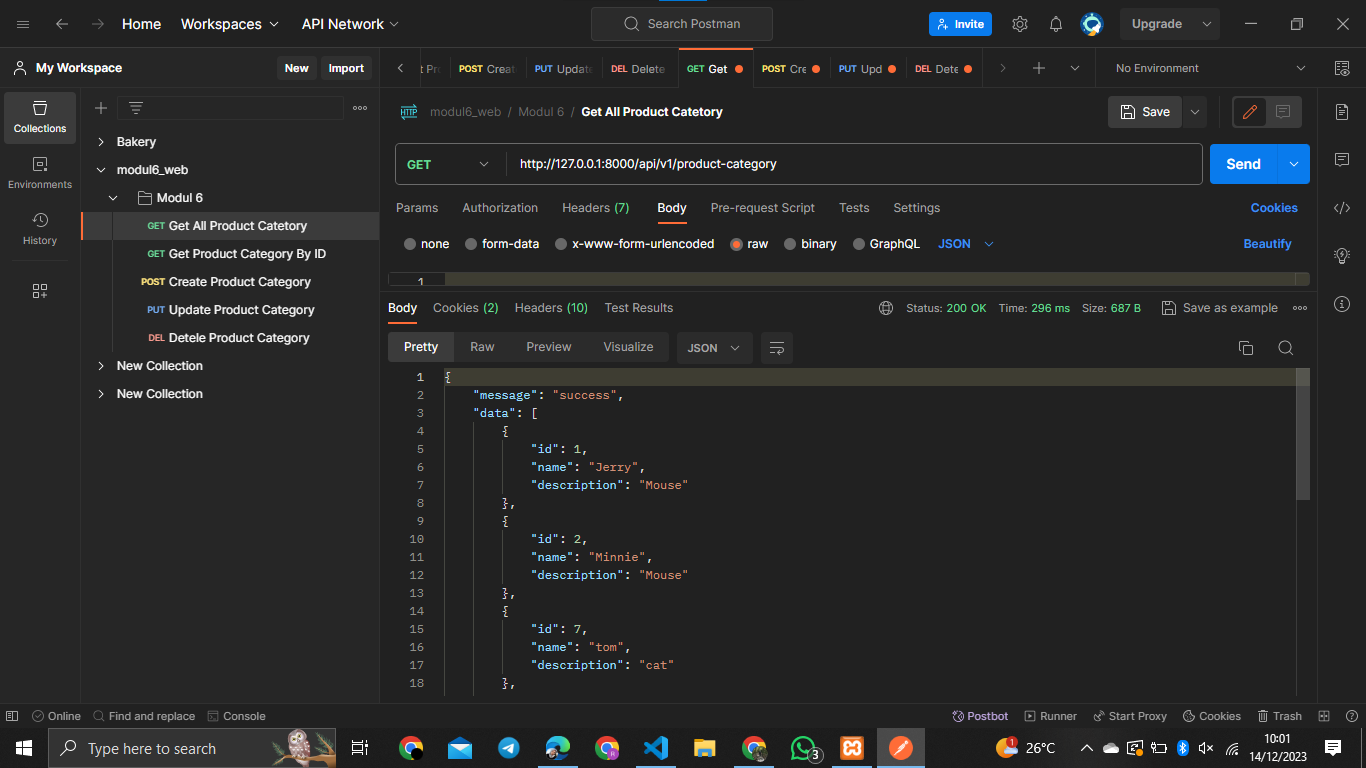 Home Workspaces API Network Search Postman Invite Upgrade
My Workspace New Import
POST Creat PUT Update DEL Delete GET Get POST Cre PUT Upd DEL Dete No Environment
HTTP modul6_web / Modul 6 / Get All Product Catetory Save
Collections
Environments
History
Bakery
modul6_web
Modul 6
GET Get All Product Catetory
GET Get Product Category By ID
POST Create Product Category
PUT Update Product Category
DEL Detele Product Category
New Collection
New Collection
GET http://127.0.0.1:8000/api/v1/product-category Send
Params Authorization Headers (7) Body Pre-request Script Tests Settings Cookies
none form-data x-www-form-urlencoded raw binary GraphQL JSON Beautify
1
Body Cookies (2) Headers (10) Test Results Status: 200 OK Time: 296 ms Size: 687 B Save as example
Pretty Raw Preview Visualize JSON
1 {
2 "message": "success",
3 "data": [
4 {
5 "id": 1,
6 "name": "Jerry",
7 "description": "Mouse"
8 },
9 {
10 "id": 2,
11 "name": "Minnie",
12 "description": "Mouse"
13 },
14 {
15 "id": 7,
16 "name": "tom",
17 "description": "cat"
18 },
Online Find and replace Console Postbot Runner Start Proxy Cookies Trash
Type here to search 3 1 26°C 10:01
14/12/2023